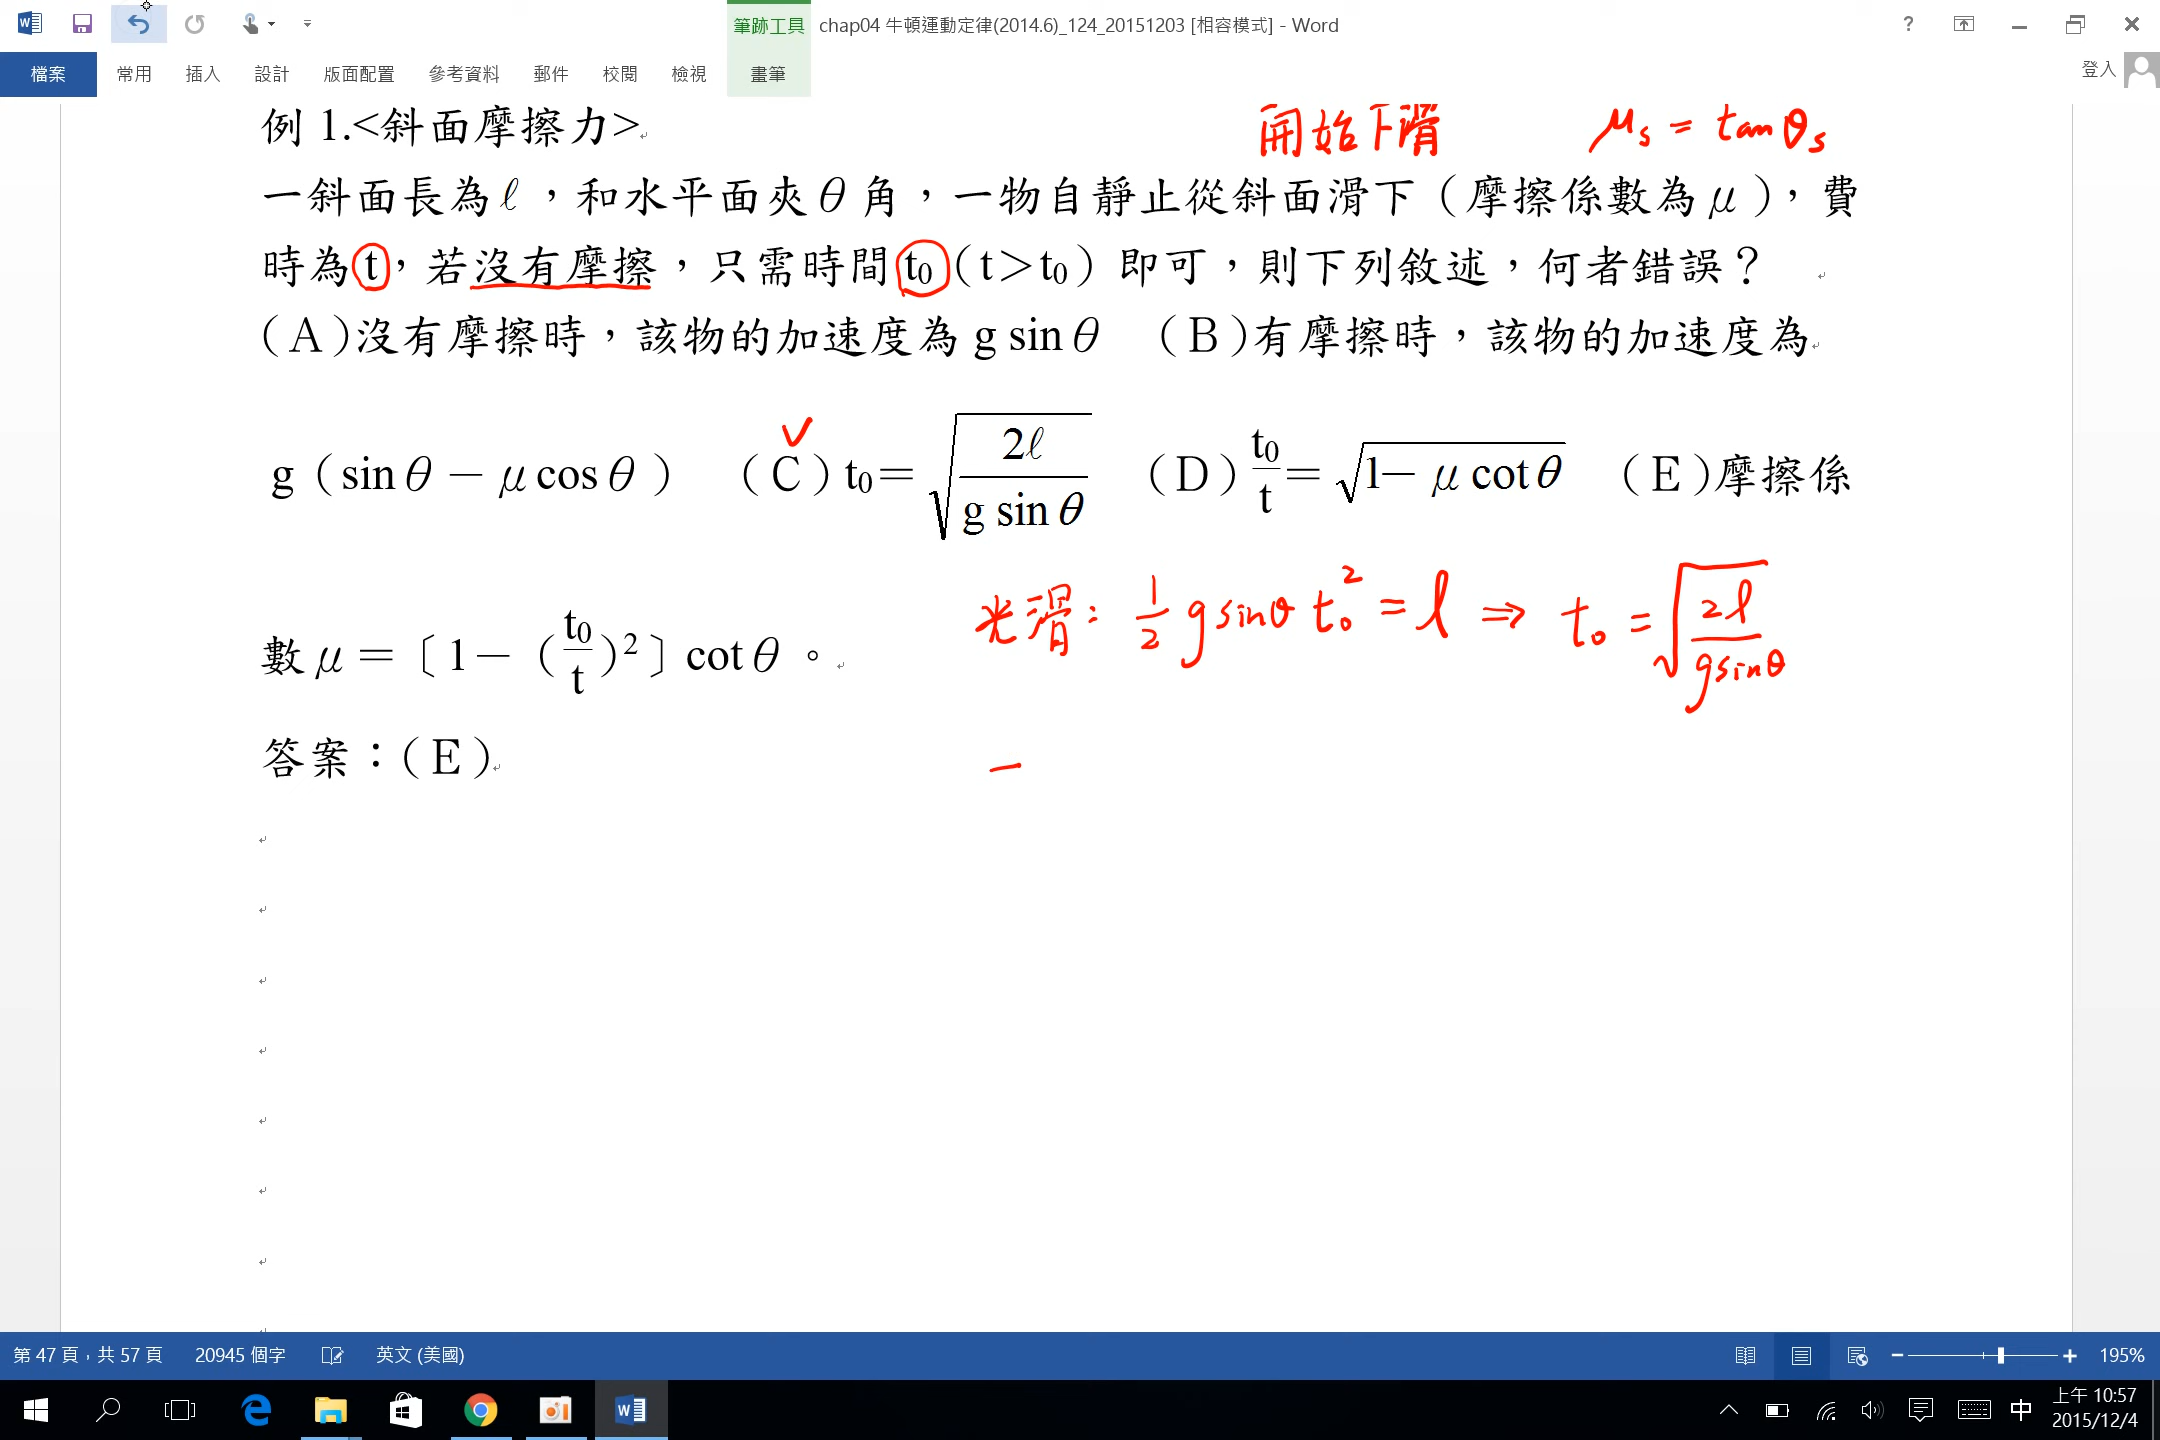 筆跡工具 chap04 牛頓運動定律(2014.6)_124_20151203 [相容模式] - Word
檔案 常用 插入 設計 版面配置 參考資料 郵件 校閱 檢視 畫筆 登入
例 1.<斜面摩擦力> 開始下滑 μs = tanθs
一斜面長為ℓ，和水平面夾θ角，一物自靜止從斜面滑下（摩擦係數為μ），費
時為t，若沒有摩擦，只需時間t₀（t＞t₀）即可，則下列敘述，何者錯誤？
（A）沒有摩擦時，該物的加速度為 g sinθ （B）有摩擦時，該物的加速度為
g（sinθ－μcosθ） （C）t₀＝√(2ℓ/(g sinθ)) （D）t₀/t＝√(1－μcotθ) （E）摩擦係
光滑: 1/2 g sinθ t₀² = l ⇒ t₀ = √(2l/(g sinθ))
數μ＝〔1－（t₀/t）²〕cotθ。
答案：（E）
第 47 頁，共 57 頁 20945 個字 英文 (美國) 195%
中 上午 10:57
2015/12/4